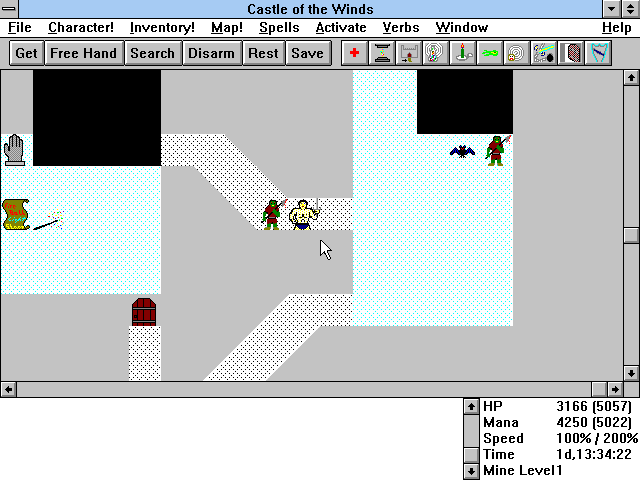 Castle of the Winds
File Character! Inventory! Map! Spells Activate Verbs Window Help
Get Free Hand Search Disarm Rest Save
HP 3166 (5057)
Mana 4250 (5022)
Speed 100% / 200%
Time 1d,13:34:22
Mine Level1